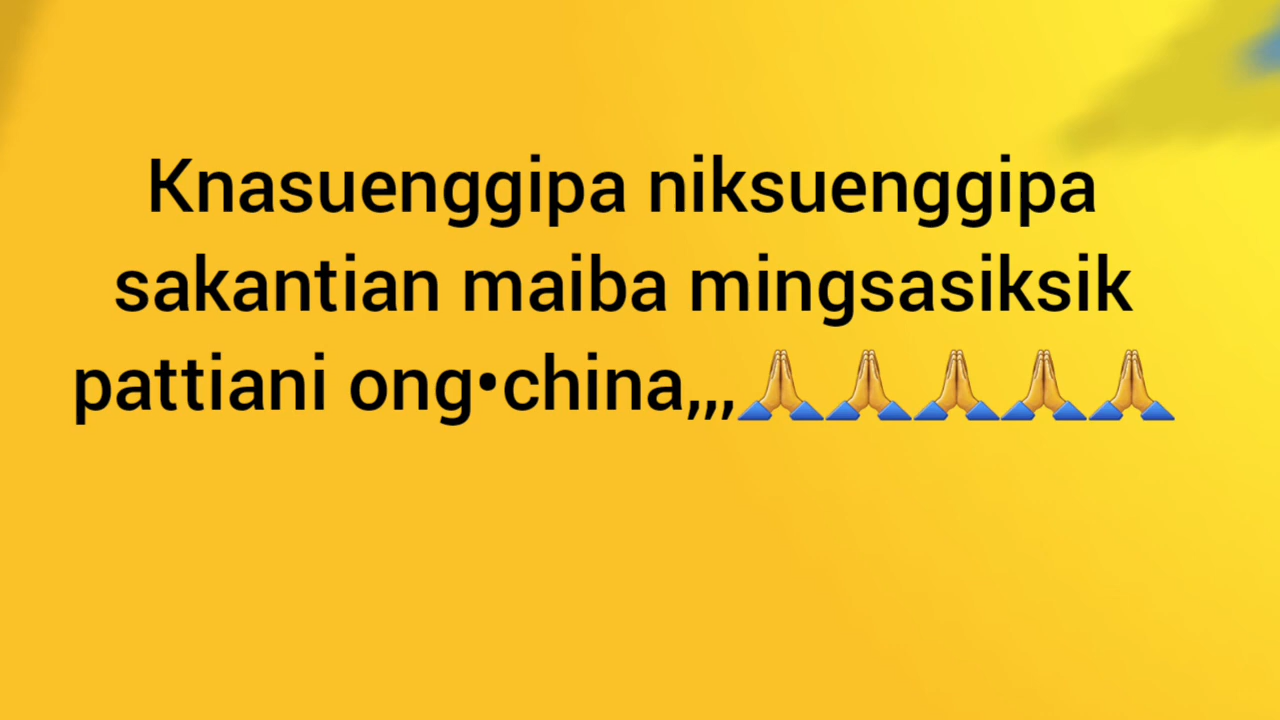 Knasuenggipa niksuenggipa
sakantian maiba mingsasiksik
pattiani ong•china,,,🙏🙏🙏🙏🙏